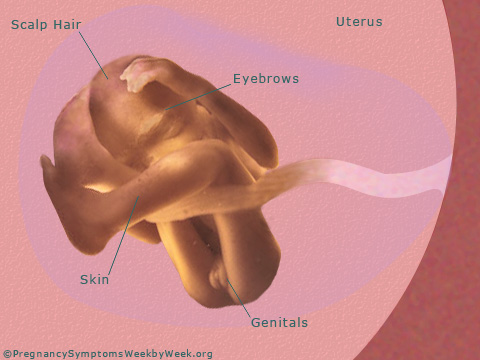 Scalp Hair
Uterus
Eyebrows
Skin
Genitals
©PregnancySymptomsWeekbyWeek.org